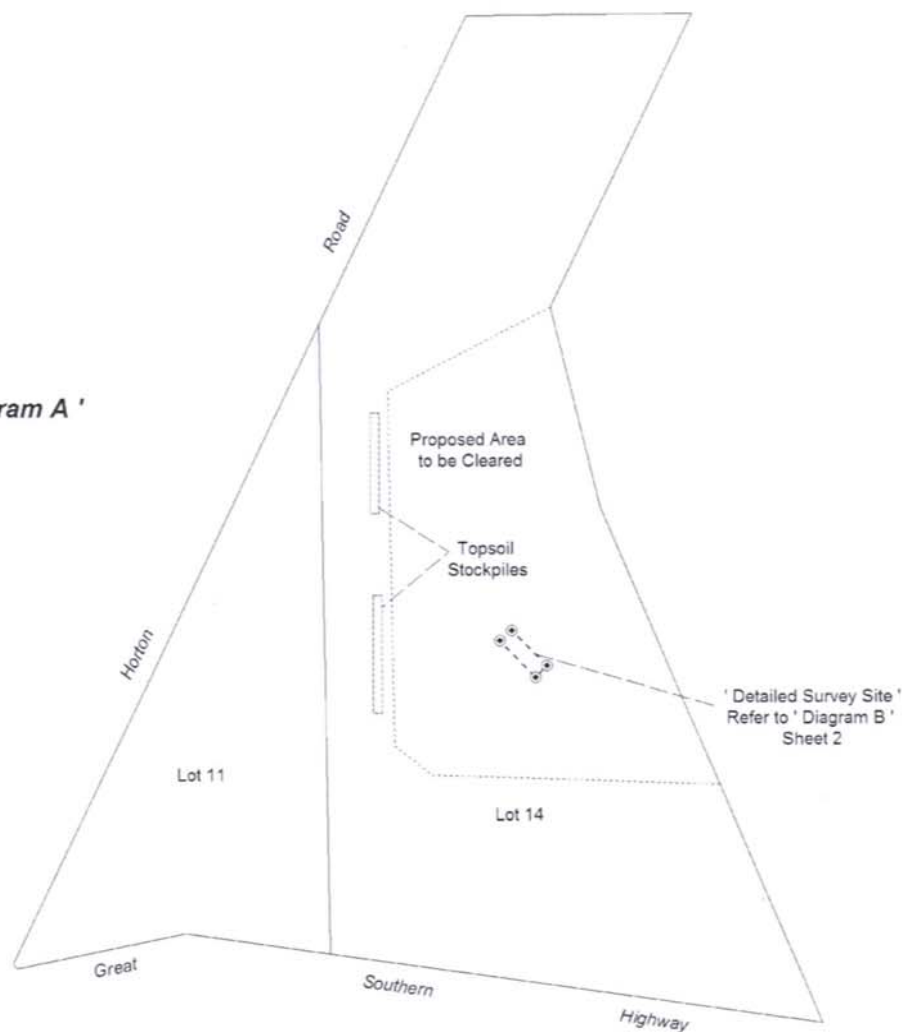 Road
ram A '
Proposed Area
to be Cleared
Topsoil
Stockpiles
Horton
' Detailed Survey Site '
Refer to ' Diagram B '
Sheet 2
Lot 11
Lot 14
Great
Southern
Highway